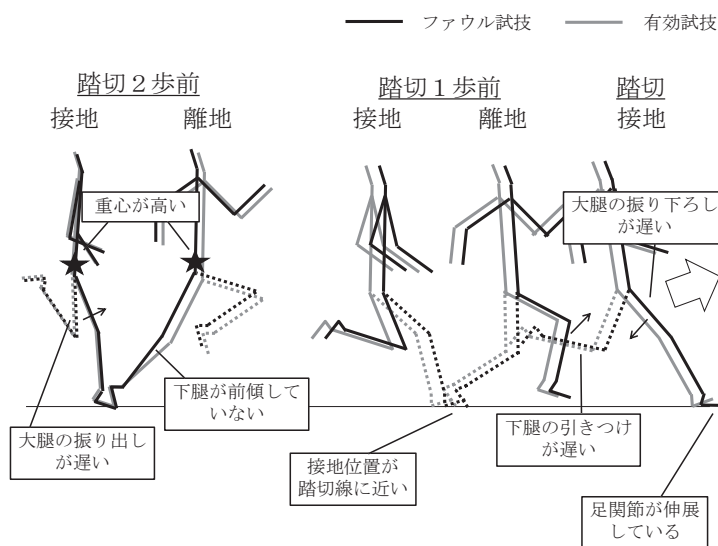 ファウル試技
有効試技
踏切２歩前
踏切１歩前
踏切
接地
離地
接地
離地
接地
重心が高い
大腿の振り下ろし
が遅い
下腿が前傾して
いない
大腿の振り出し
が遅い
接地位置が
踏切線に近い
下腿の引きつけ
が遅い
足関節が伸展
している